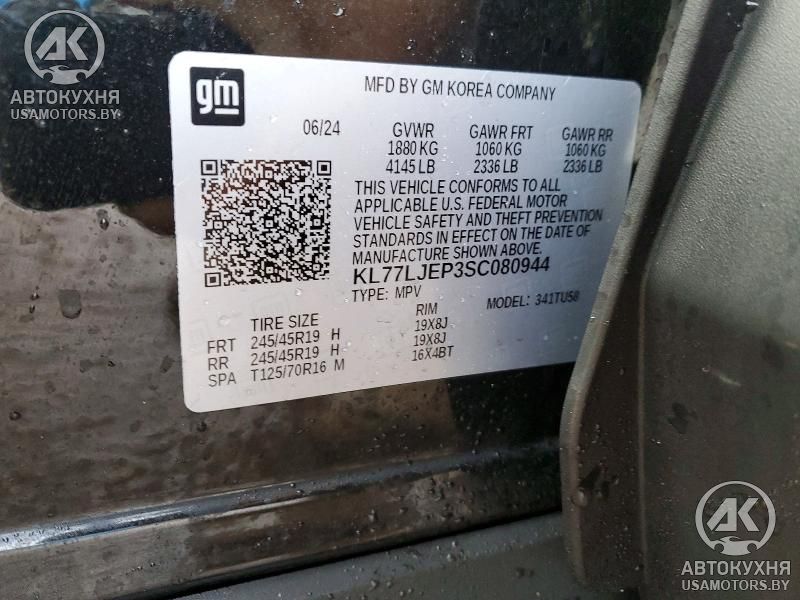 AK
АВТОКУХНЯ
USAMOTORS.BY
gm
MFD BY GM KOREA COMPANY
06/24 GVWR GAWR FRT GAWR RR
1880 KG 1060 KG 1060 KG
4145 LB 2336 LB 2336 LB
THIS VEHICLE CONFORMS TO ALL
APPLICABLE U.S. FEDERAL MOTOR
VEHICLE SAFETY AND THEFT PREVENTION
STANDARDS IN EFFECT ON THE DATE OF
MANUFACTURE SHOWN ABOVE.
KL77LJEP3SC080944
TYPE: MPV MODEL: 341TU58
TIRE SIZE RIM
FRT 245/45R19 H 19X8J
RR 245/45R19 H 19X8J
SPA T125/70R16 M 16X4BT
AK
АВТОКУХНЯ
USAMOTORS.BY